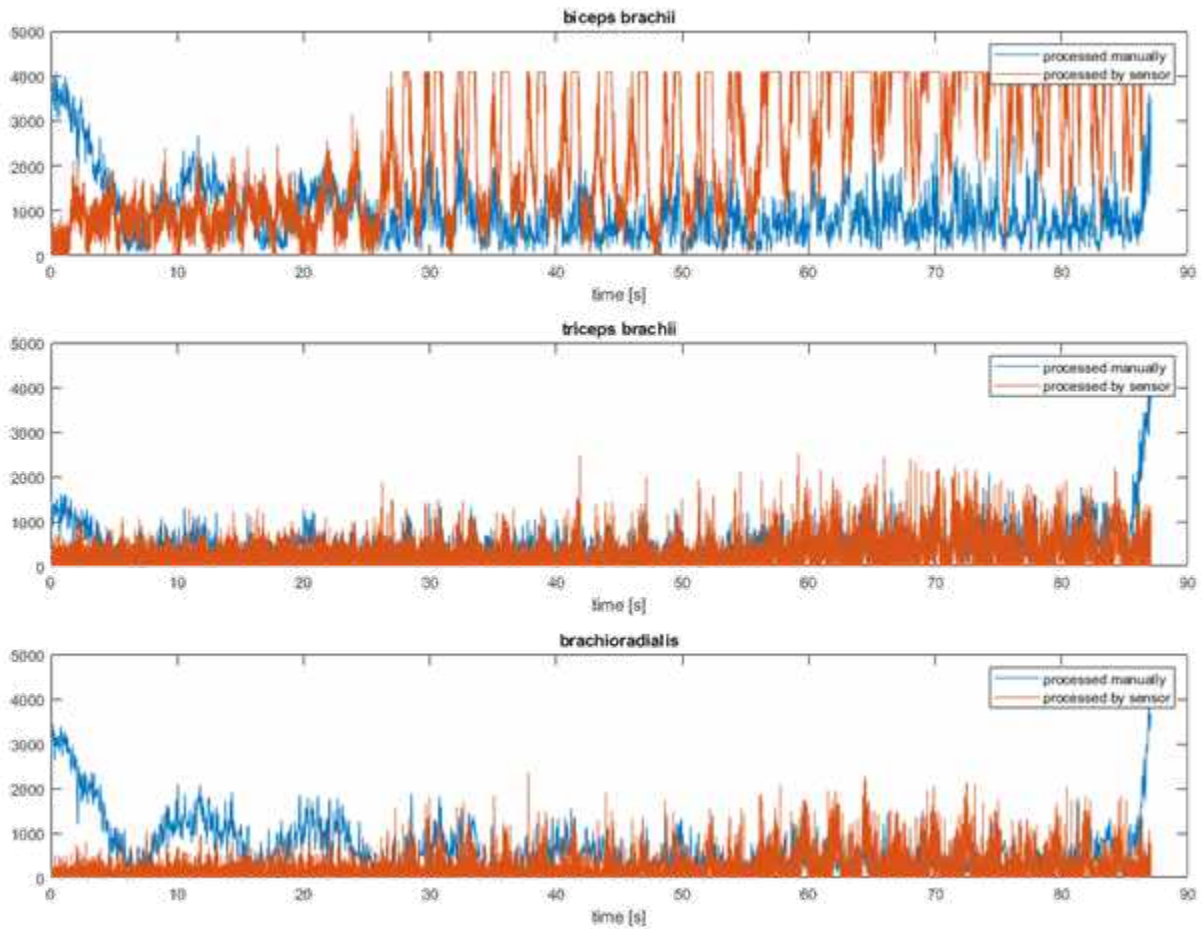 biceps brachii
5000
4000
3000
2000
1000
0
processed manually
processed by sensor
0 10 20 30 40 50 60 70 80 90
time [s]
triceps brachii
5000
4000
3000
2000
1000
0
processed manually
processed by sensor
0 10 20 30 40 50 60 70 80 90
time [s]
brachioradialis
5000
4000
3000
2000
1000
0
processed manually
processed by sensor
0 10 20 30 40 50 60 70 80 90
time [s]